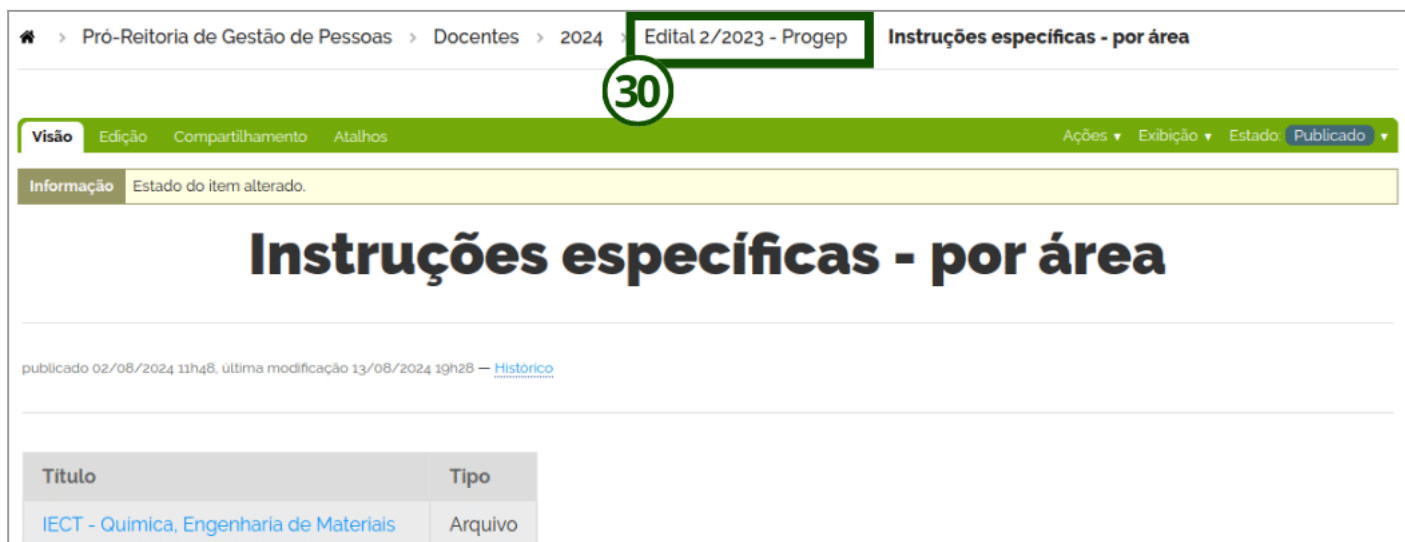 > Pró-Reitoria de Gestão de Pessoas > Docentes > 2024 > Edital 2/2023 - Progep Instruções específicas - por área
30
Visão Edição Compartilhamento Atalhos Ações ▾ Exibição ▾ Estado: Publicado ▾
Informação Estado do item alterado.
Instruções específicas - por área
publicado 02/08/2024 11h48, última modificação 13/08/2024 19h28 — Histórico
Título Tipo
IECT - Química, Engenharia de Materiais Arquivo